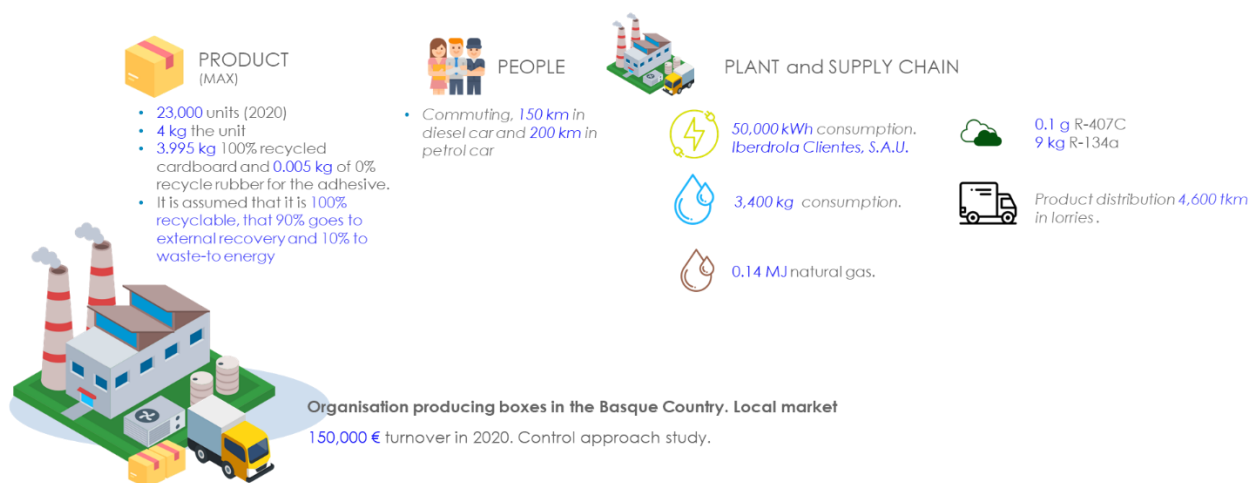 PRODUCT
(MAX)
• 23,000 units (2020)
• 4 kg the unit
• 3.995 kg 100% recycled
cardboard and 0.005 kg of 0%
recycle rubber for the adhesive.
• It is assumed that it is 100%
recyclable, that 90% goes to
external recovery and 10% to
waste-to energy
PEOPLE
• Commuting, 150 km in
diesel car and 200 km in
petrol car
PLANT and SUPPLY CHAIN
50,000 kWh consumption.
Iberdrola Clientes, S.A.U.
3,400 kg consumption.
0.14 MJ natural gas.
0.1 g R-407C
9 kg R-134a
Product distribution 4,600 tkm
in lorries.
Organisation producing boxes in the Basque Country. Local market
150,000 € turnover in 2020. Control approach study.